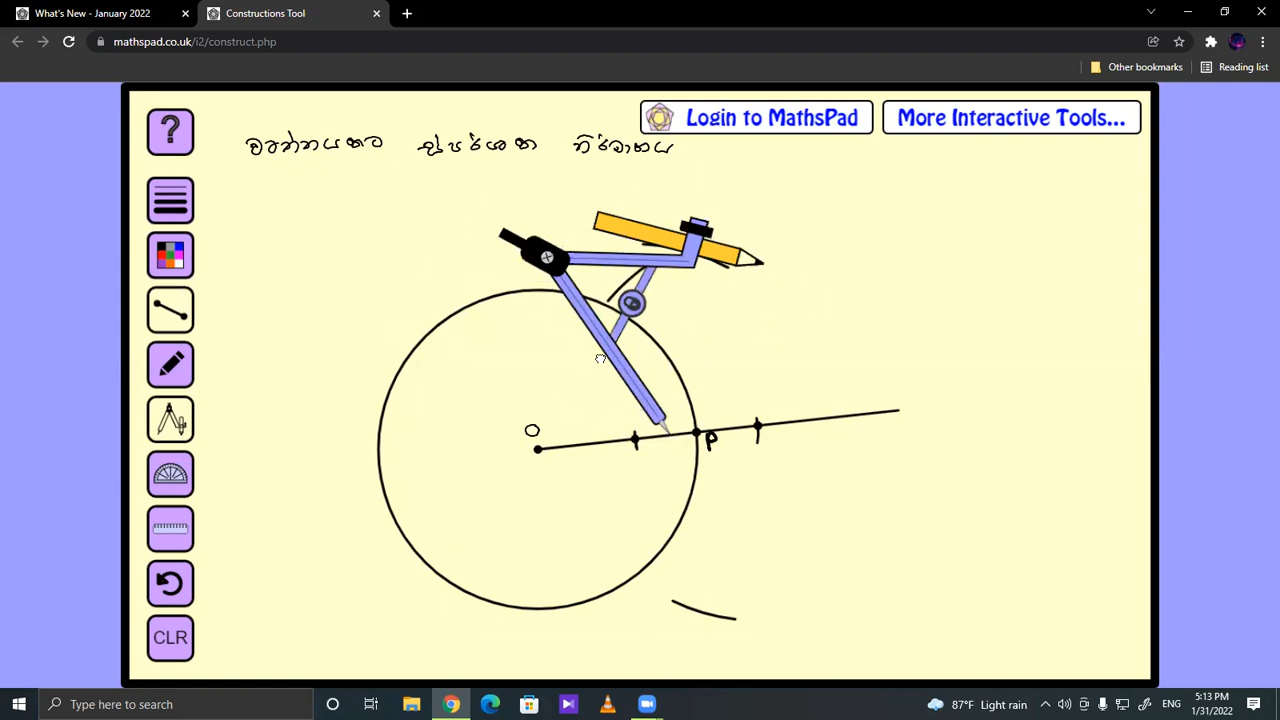 What's New - January 2022
Constructions Tool
mathspad.co.uk/i2/construct.php
Other bookmarks
Reading list
Login to MathsPad
More Interactive Tools...
?
වෘත්තයකට ස්පර්ශක නිර්මාණය
O
P
CLR
Type here to search
87°F Light rain
ENG
5:13 PM
1/31/2022